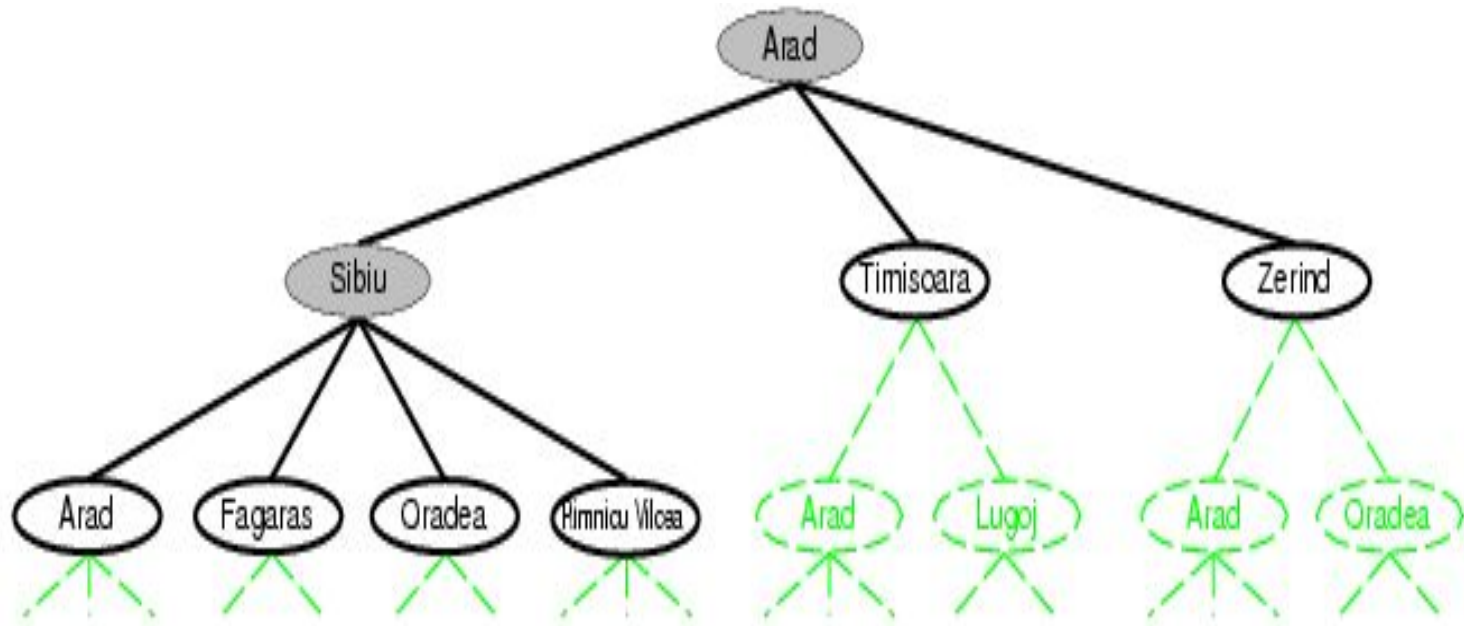 Arad
Sibiu
Timisoara
Zerind
Arad
Fagaras
Oradea
Rimnicu Vilcea
Arad
Lugoj
Arad
Oradea